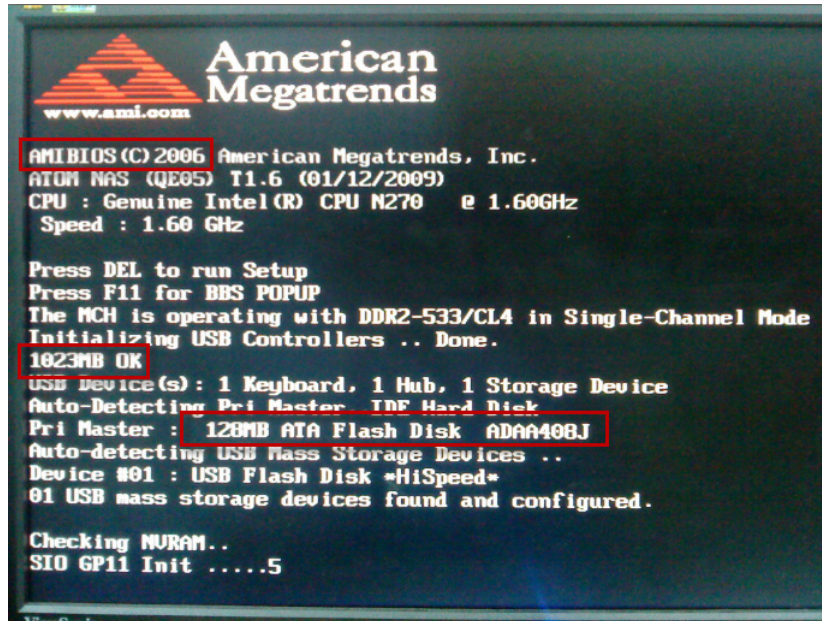 American
Megatrends
www.ami.com
AMIBIOS(C)2006 American Megatrends, Inc.
ATOM NAS (QE05) T1.6 (01/12/2009)
CPU : Genuine Intel(R) CPU N270 @ 1.60GHz
Speed : 1.60 GHz
Press DEL to run Setup
Press F11 for BBS POPUP
The MCH is operating with DDR2-533/CL4 in Single-Channel Mode
Initializing USB Controllers .. Done.
1023MB OK
USB Device(s): 1 Keyboard, 1 Hub, 1 Storage Device
Auto-Detecting Pri Master..IDE Hard Disk
Pri Master : 128MB ATA Flash Disk ADAA408J
Auto-detecting USB Mass Storage Devices ..
Device #01 : USB Flash Disk *HiSpeed*
01 USB mass storage devices found and configured.
Checking NVRAM..
SIO GP11 Init .....5